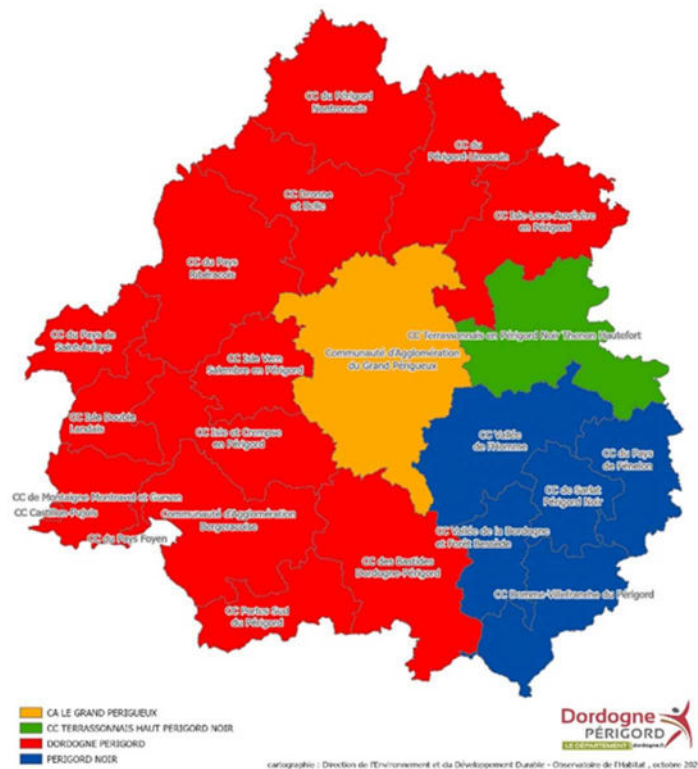 CC du Périgord
Nontronnais
CC du
Périgord-Limousin
CC Dronne
et Belle
CC Isle-Loue-Auvézère
en Périgord
CC du Pays
Ribéracois
CC du Pays de
Saint-Aulaye
CC Isle Vern
Salembre en Périgord
Communauté d'Agglomération
du Grand Périgueux
CC Terrassonnais en Périgord Noir Thenon Hautefort
CC Isle Double
Landais
CC Isle et Crempse
en Périgord
CC Vallée
de l'Homme
CC du Pays
de Fénelon
CC de Sarlat
Périgord Noir
CC de Montaigne Montravel et Gurson
CC Castillon-Pujols
CC du Pays Foyen
Communauté d'Agglomération
Bergeracoise
CC Vallée de la Dordogne
et Forêt Bessède
CC des Bastides
Dordogne-Périgord
CC Domme-Villefranche du Périgord
CC Portes Sud
du Périgord
CA LE GRAND PERIGUEUX
CC TERRASSONNAIS HAUT PERIGORD NOIR
DORDOGNE PERIGORD
PERIGORD NOIR
Dordogne
PÉRIGORD
LE DÉPARTEMENT dordogne.fr
cartographie : Direction de l'Environnement et du Développement Durable - Observatoire de l'Habitat , octobre 202